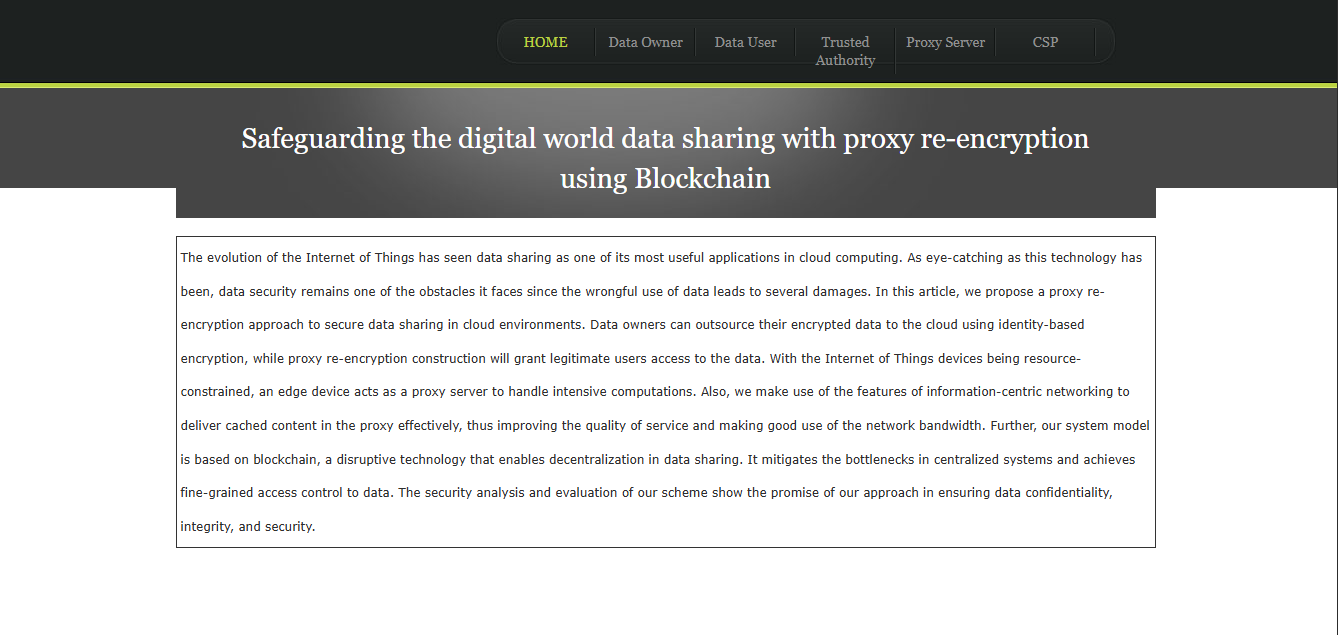 HOME Data Owner Data User Trusted Proxy Server CSP
Authority
Safeguarding the digital world data sharing with proxy re-encryption
using Blockchain
The evolution of the Internet of Things has seen data sharing as one of its most useful applications in cloud computing. As eye-catching as this technology has
been, data security remains one of the obstacles it faces since the wrongful use of data leads to several damages. In this article, we propose a proxy re-
encryption approach to secure data sharing in cloud environments. Data owners can outsource their encrypted data to the cloud using identity-based
encryption, while proxy re-encryption construction will grant legitimate users access to the data. With the Internet of Things devices being resource-
constrained, an edge device acts as a proxy server to handle intensive computations. Also, we make use of the features of information-centric networking to
deliver cached content in the proxy effectively, thus improving the quality of service and making good use of the network bandwidth. Further, our system model
is based on blockchain, a disruptive technology that enables decentralization in data sharing. It mitigates the bottlenecks in centralized systems and achieves
fine-grained access control to data. The security analysis and evaluation of our scheme show the promise of our approach in ensuring data confidentiality,
integrity, and security.